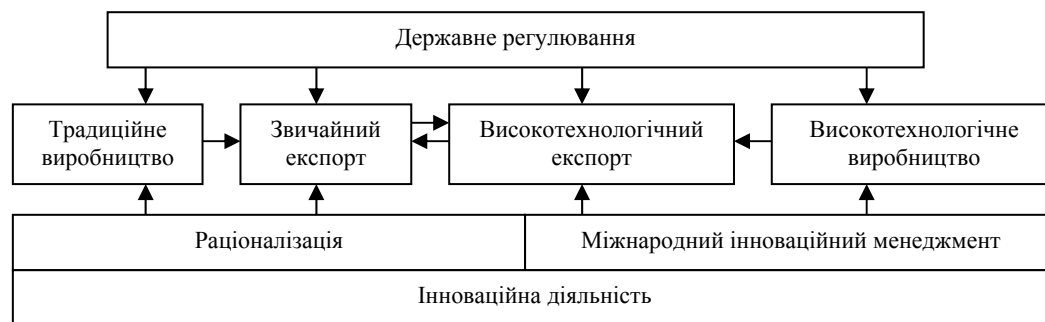 Державне регулювання
Традиційне
виробництво
Звичайний
експорт
Високотехнологічний
експорт
Високотехнологічне
виробництво
Раціоналізація
Міжнародний інноваційний менеджмент
Інноваційна діяльність